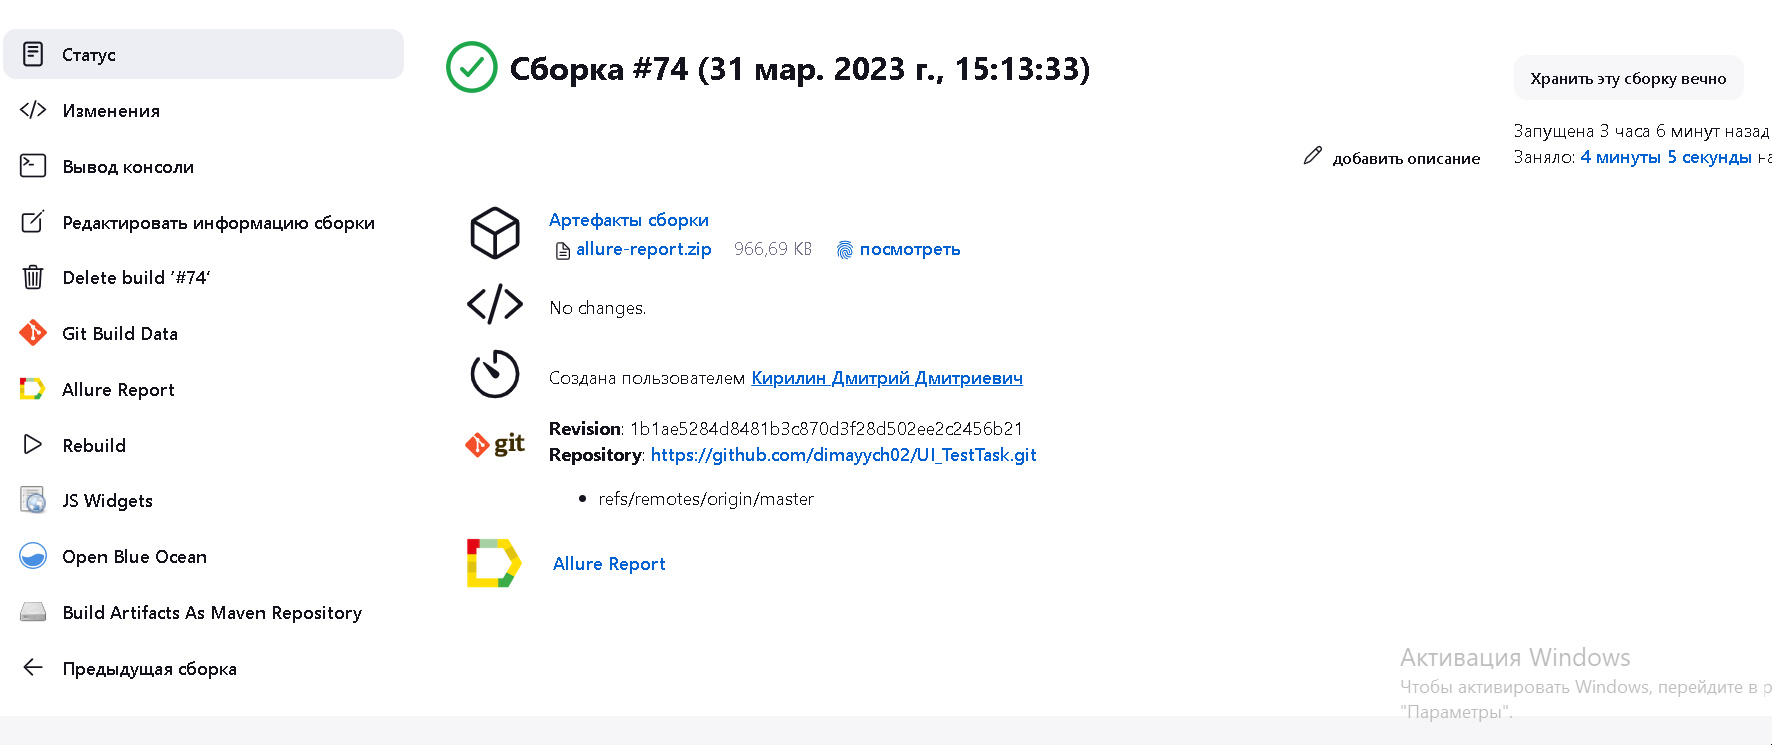 Статус
Изменения
Вывод консоли
Редактировать информацию сборки
Delete build ‘#74’
Git Build Data
Allure Report
Rebuild
JS Widgets
Open Blue Ocean
Build Artifacts As Maven Repository
Предыдущая сборка
Сборка #74 (31 мар. 2023 г., 15:13:33)
Хранить эту сборку вечно
Запущена 3 часа 6 минут назад
Заняло: 4 минуты 5 секунды на
добавить описание
Артефакты сборки
allure-report.zip 966,69 KB посмотреть
No changes.
Создана пользователем Кирилин Дмитрий Дмитриевич
git
Revision: 1b1ae5284d8481b3c870d3f28d502ee2c2456b21
Repository: https://github.com/dimayych02/UI_TestTask.git
refs/remotes/origin/master
Allure Report
Активация Windows
Чтобы активировать Windows, перейдите в р
"Параметры".